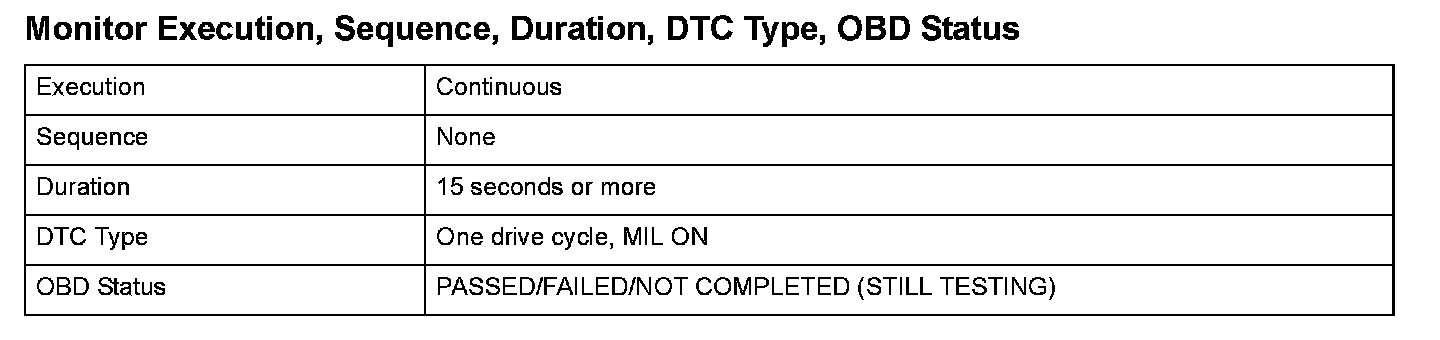 Monitor Execution, Sequence, Duration, DTC Type, OBD Status
Execution Continuous
Sequence None
Duration 15 seconds or more
DTC Type One drive cycle, MIL ON
OBD Status PASSED/FAILED/NOT COMPLETED (STILL TESTING)